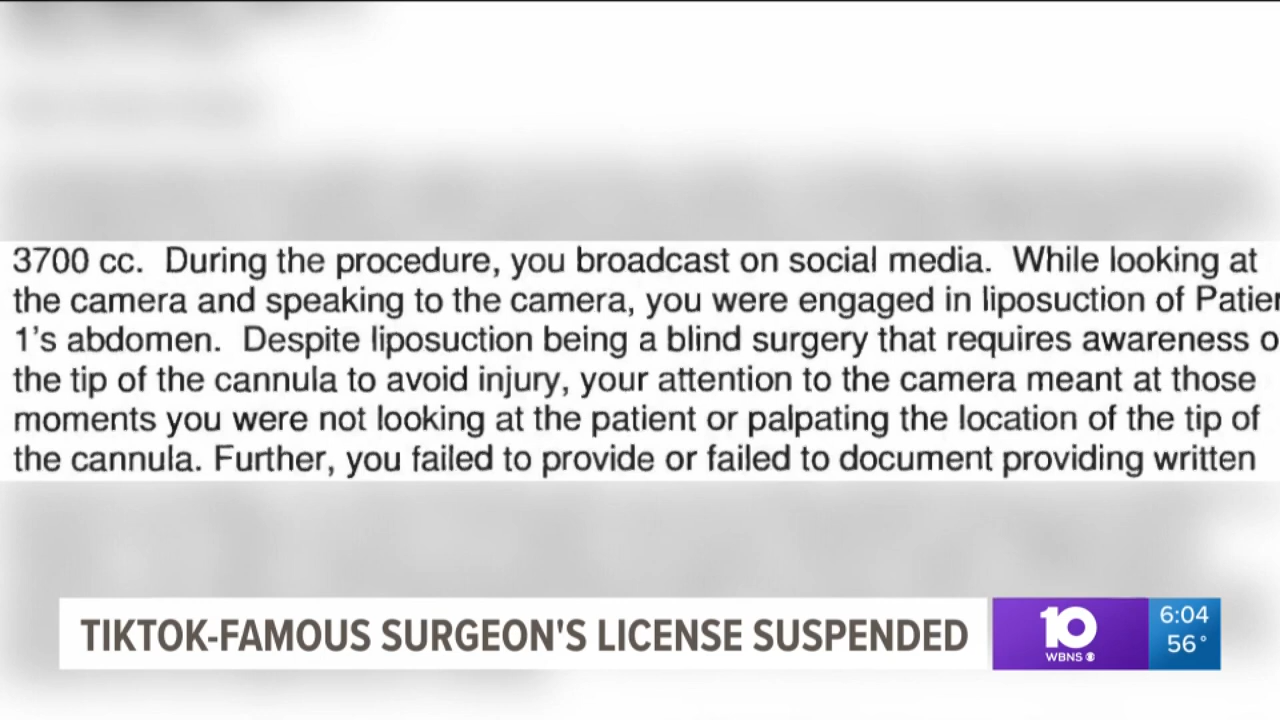 3700 cc.  During the procedure, you broadcast on social media.  While looking at
the camera and speaking to the camera, you were engaged in liposuction of Patien
1's abdomen.  Despite liposuction being a blind surgery that requires awareness o
the tip of the cannula to avoid injury, your attention to the camera meant at those
moments you were not looking at the patient or palpating the location of the tip of
the cannula. Further, you failed to provide or failed to document providing written
TIKTOK-FAMOUS SURGEON'S LICENSE SUSPENDED
10
WBNS
6:04
56°